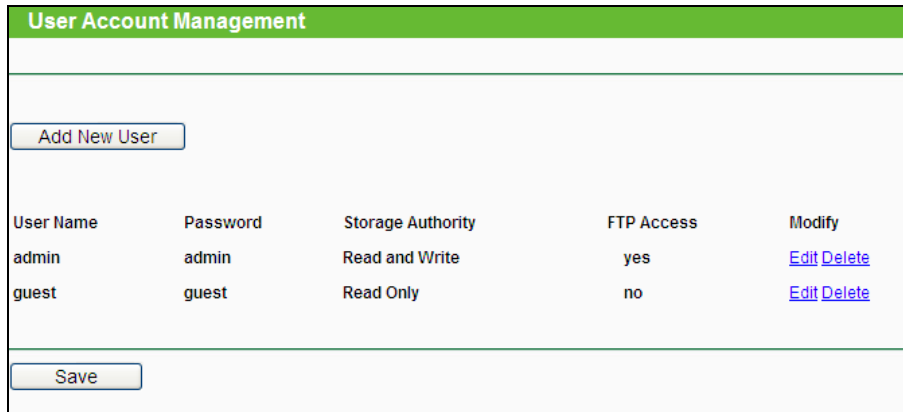 User Account Management
Add New User
User Name Password Storage Authority FTP Access Modify
admin admin Read and Write yes Edit Delete
guest guest Read Only no Edit Delete
Save